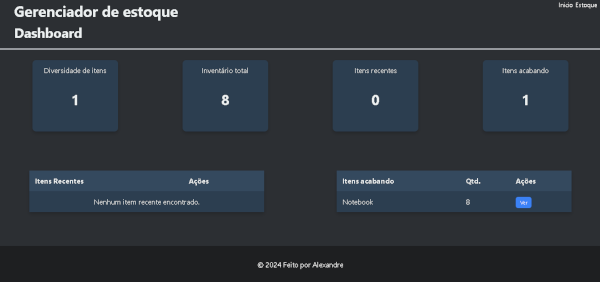 Gerenciador de estoque
Início Estoque
Dashboard
Diversidade de itens
1
Inventário total
8
Itens recentes
0
Itens acabando
1
Itens Recentes Ações
Nenhum item recente encontrado.
Itens acabando Qtd. Ações
Notebook 8 Ver
© 2024 Feito por Alexandre